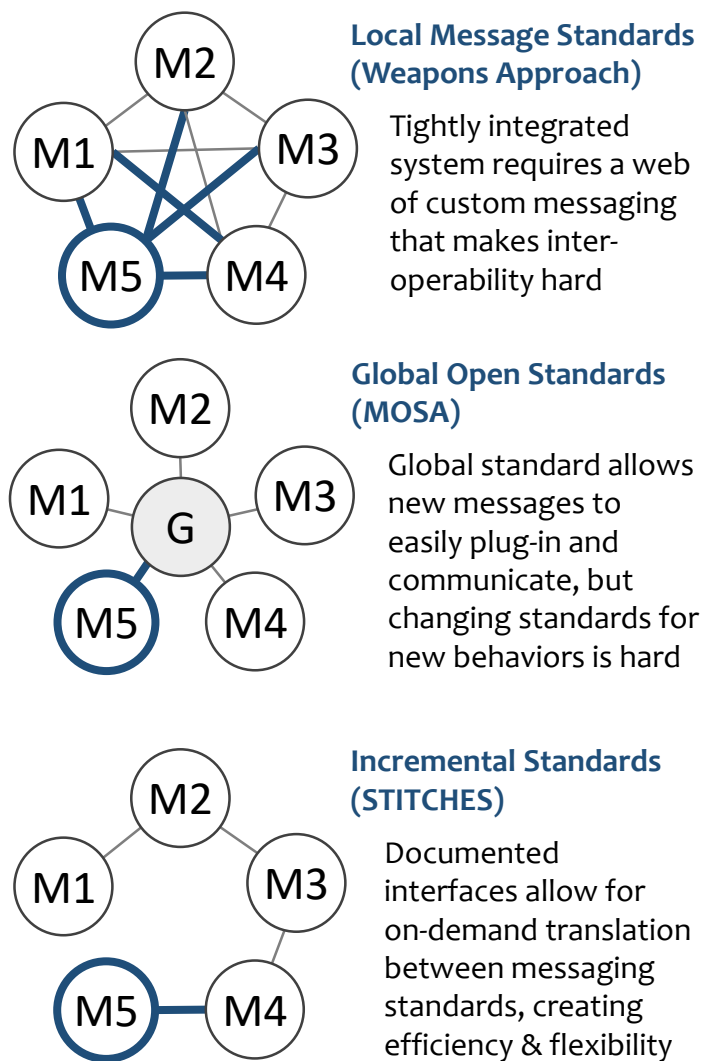 M2
M1
M3
M5
M4
Local Message Standards
(Weapons Approach)
Tightly integrated
system requires a web
of custom messaging
that makes inter-
operability hard
M2
M1
M3
G
M5
M4
Global Open Standards
(MOSA)
Global standard allows
new messages to
easily plug-in and
communicate, but
changing standards for
new behaviors is hard
M2
M1
M3
M5
M4
Incremental Standards
(STITCHES)
Documented
interfaces allow for
on-demand translation
between messaging
standards, creating
efficiency & flexibility